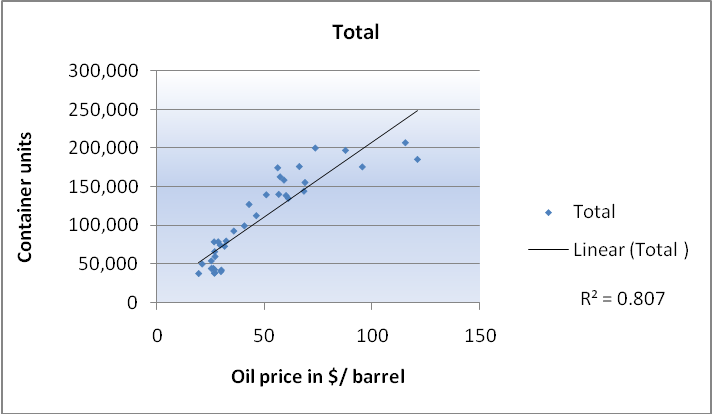 Total
300,000
250,000
200,000
150,000
100,000
50,000
0
Container units
0 50 100 150
Oil price in $/ barrel
Total
Linear (Total )
R² = 0.807